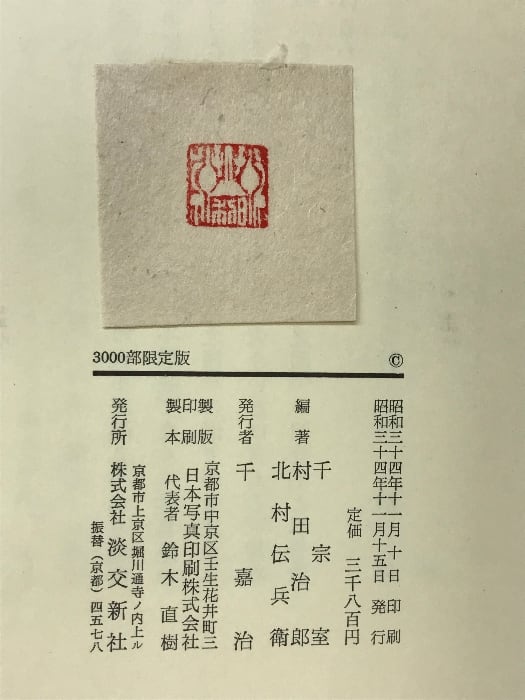 3000部限定版
©
昭和三十四年十一月十日 印刷
昭和三十四年十一月十五日 発行
定価 三千八百円
編著
千宗室
村田治郎
北村伝兵衛
発行者 千嘉治
製版
印刷
製本
京都市中京区壬生花井町三
日本写真印刷株式会社
代表者 鈴木直樹
発行所
京都市上京区堀川通寺ノ内上ル
株式会社 淡交新社
振替(京都)四五七八